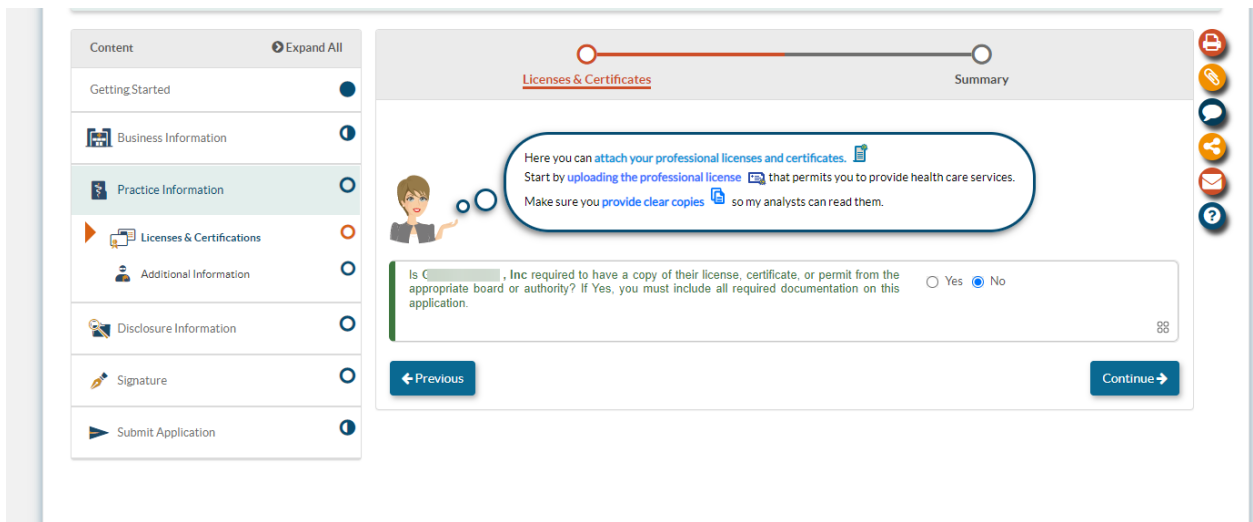 Content
Expand All
Getting Started
Business Information
Practice Information
Licenses & Certifications
Additional Information
Disclosure Information
Signature
Submit Application
Licenses & Certificates
Summary
Here you can attach your professional licenses and certificates.
Start by uploading the professional license that permits you to provide health care services.
Make sure you provide clear copies so my analysts can read them.
Is , Inc required to have a copy of their license, certificate, or permit from the
appropriate board or authority? If Yes, you must include all required documentation on this
application.
Yes No
Previous
Continue